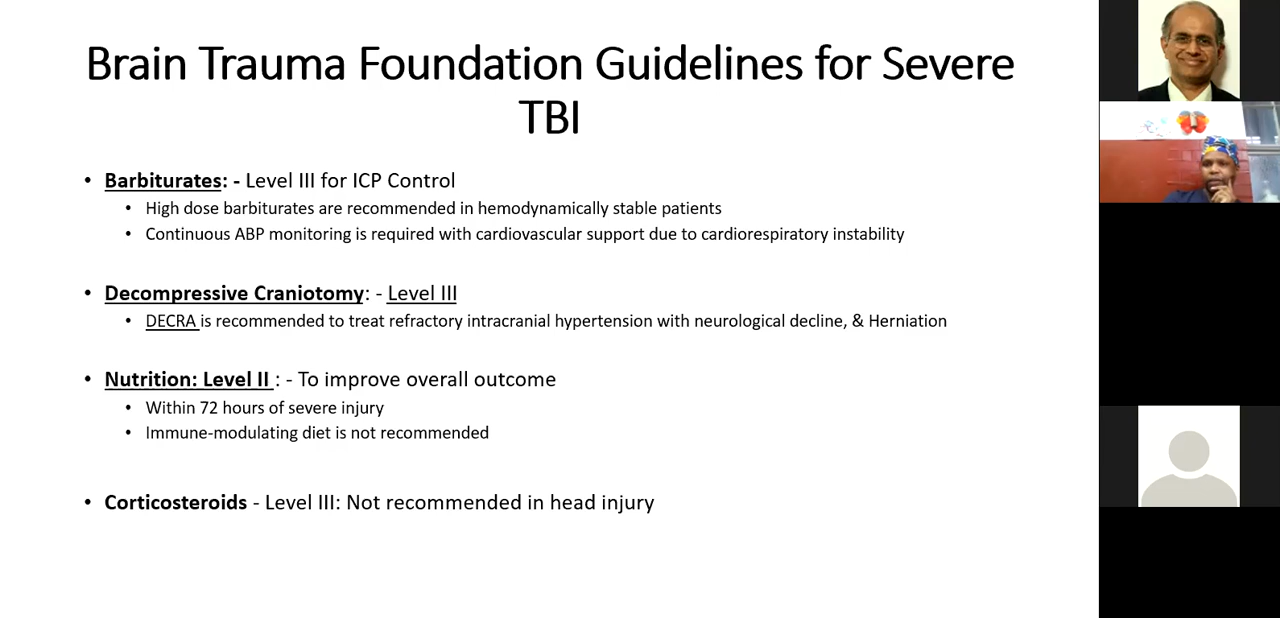 Brain Trauma Foundation Guidelines for Severe
TBI
• Barbiturates: - Level III for ICP Control
• High dose barbiturates are recommended in hemodynamically stable patients
• Continuous ABP monitoring is required with cardiovascular support due to cardiorespiratory instability
• Decompressive Craniotomy: - Level III
• DECRA is recommended to treat refractory intracranial hypertension with neurological decline, & Herniation
• Nutrition: Level II : - To improve overall outcome
• Within 72 hours of severe injury
• Immune-modulating diet is not recommended
• Corticosteroids - Level III: Not recommended in head injury